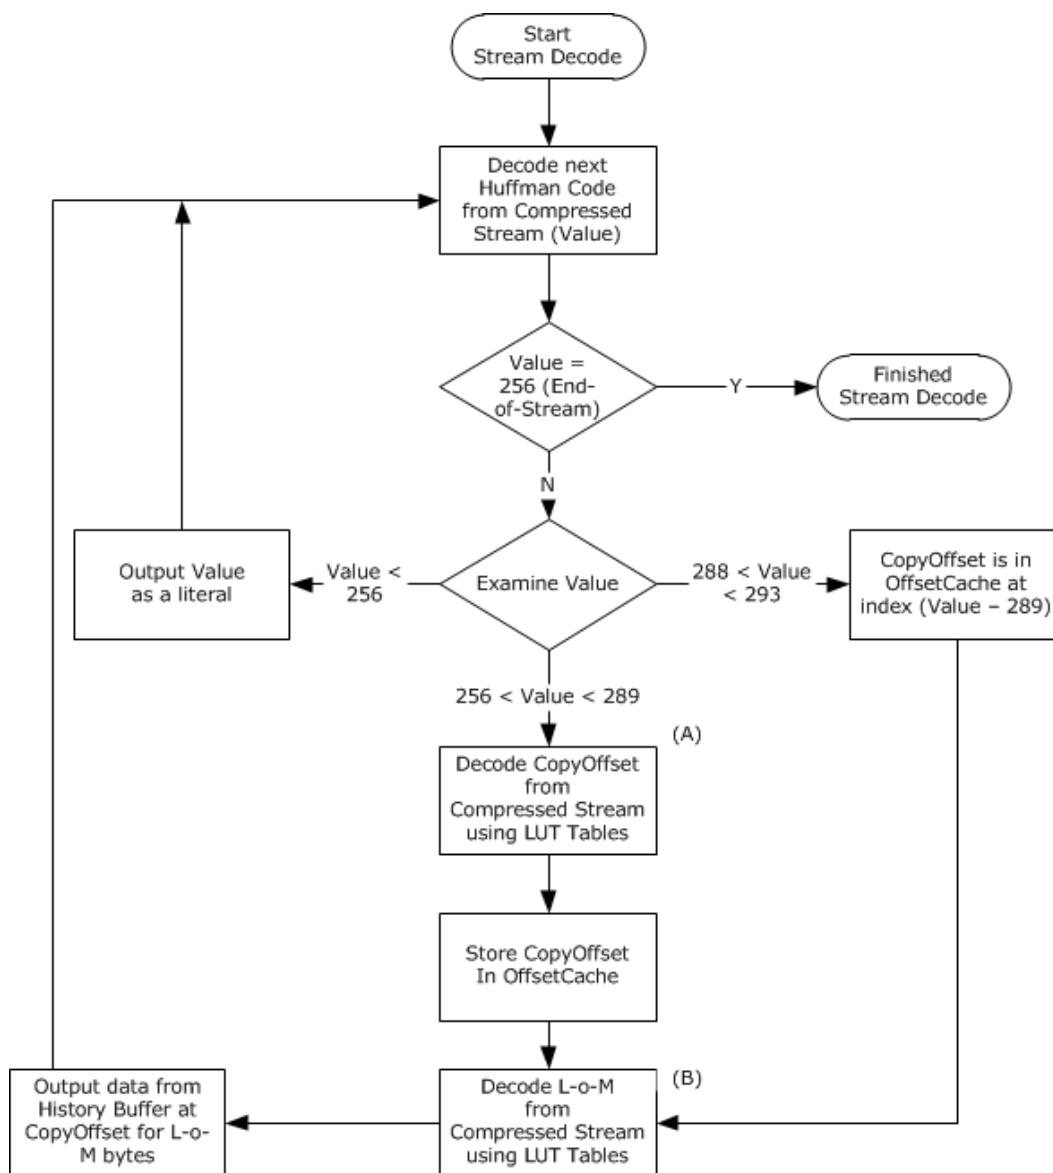 Start
Stream Decode
Decode next
Huffman Code
from Compressed
Stream (Value)
Value =
256 (End-
of-Stream)
Y
Finished
Stream Decode
N
Output Value
as a literal
Value <
256
Examine Value
288 < Value
< 293
CopyOffset is in
OffsetCache at
index (Value – 289)
256 < Value < 289
(A)
Decode CopyOffset
from
Compressed Stream
using LUT Tables
Store CopyOffset
In OffsetCache
Output data from
History Buffer at
CopyOffset for L-o-
M bytes
Decode L-o-M
from
Compressed Stream
using LUT Tables
(B)